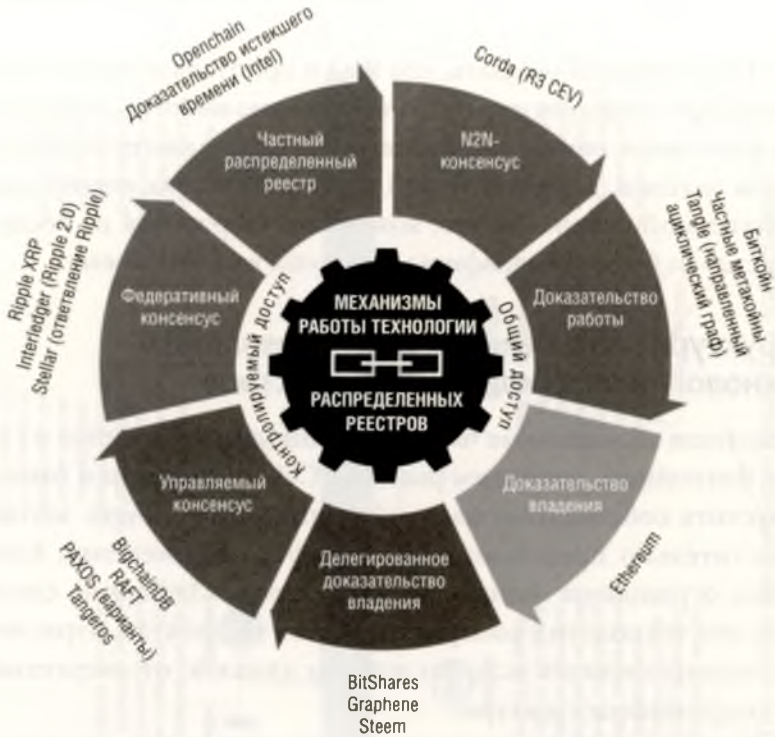 Openchain
Доказательство истекшего
времени (Intel)
Corda (R3 CEV)
Частный
распределенный
реестр
N2N-
консенсус
Биткойн
Частные метакойны
Tangle (направленный
ациклический граф)
Ripple XRP
Interledger (Ripple 2.0)
Stellar (ответвление Ripple)
Федеративный
консенсус
Контролируемый доступ
МЕХАНИЗМЫ
РАБОТЫ ТЕХНОЛОГИИ
РАСПРЕДЕЛЕННЫХ
РЕЕСТРОВ
Общий доступ
Доказательство
работы
Управляемый
консенсус
Доказательство
владения
Делегированное
доказательство
владения
BigchainDB
RAFT
PAXOS (варианты)
Tangeros
Ethereum
BitShares
Graphene
Steem